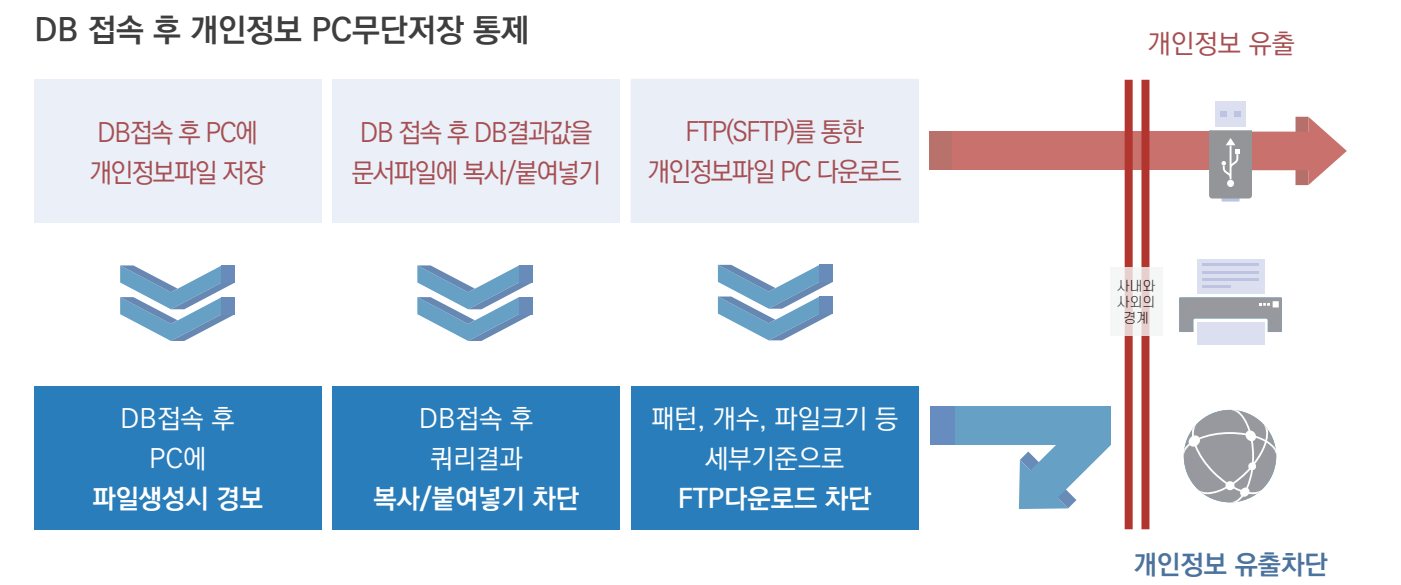 DB 접속 후 개인정보 PC무단저장 통제
개인정보 유출
DB접속 후 PC에
개인정보파일 저장
DB 접속 후 DB결과값을
문서파일에 복사/붙여넣기
FTP(SFTP)를 통한
개인정보파일 PC 다운로드
사내와
사외의
경계
DB접속 후
PC에
파일생성시 경보
DB접속 후
쿼리결과
복사/붙여넣기 차단
패턴, 개수, 파일크기 등
세부기준으로
FTP다운로드 차단
개인정보 유출차단